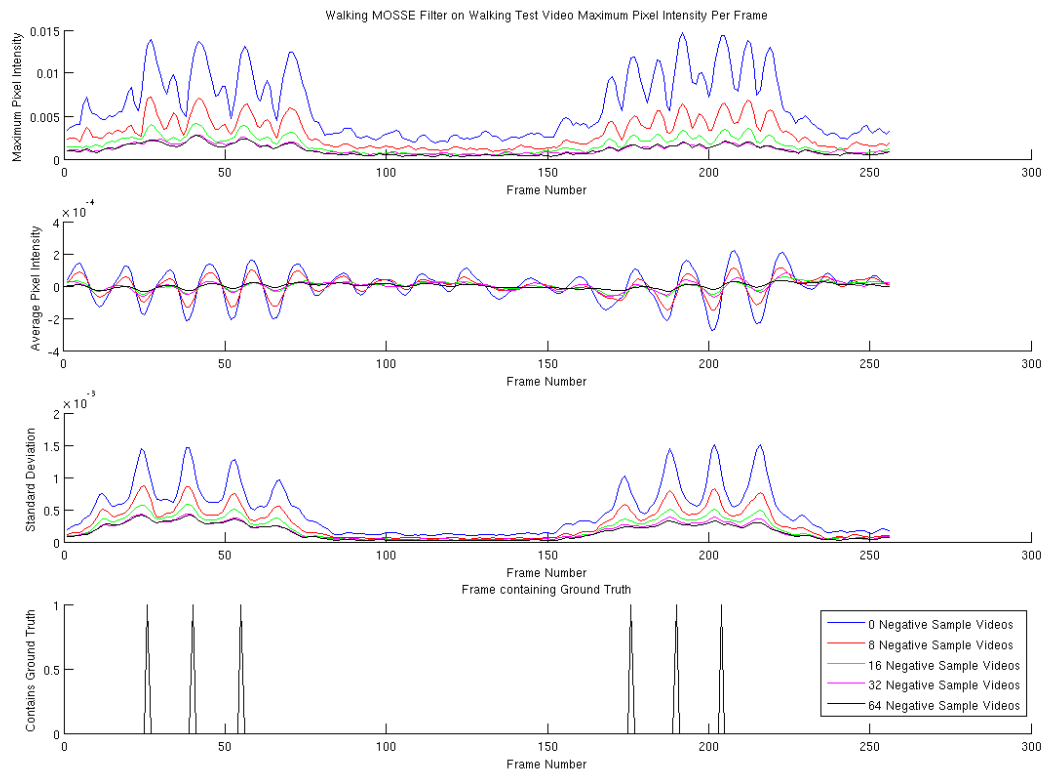 Walking MOSSE Filter on Walking Test Video Maximum Pixel Intensity Per Frame
Maximum Pixel Intensity
0.015
0.01
0.005
0
0 50 100 150 200 250 300
Frame Number
Average Pixel Intensity
× 10⁻⁴
4
2
0
-2
-4
0 50 100 150 200 250 300
Frame Number
Standard Deviation
× 10⁻³
2
1.5
1
0.5
0
0 50 100 150 200 250 300
Frame Number
Frame containing Ground Truth
Contains Ground Truth
1
0.5
0
0 50 100 150 200 250 300
Frame Number
0 Negative Sample Videos
8 Negative Sample Videos
16 Negative Sample Videos
32 Negative Sample Videos
64 Negative Sample Videos